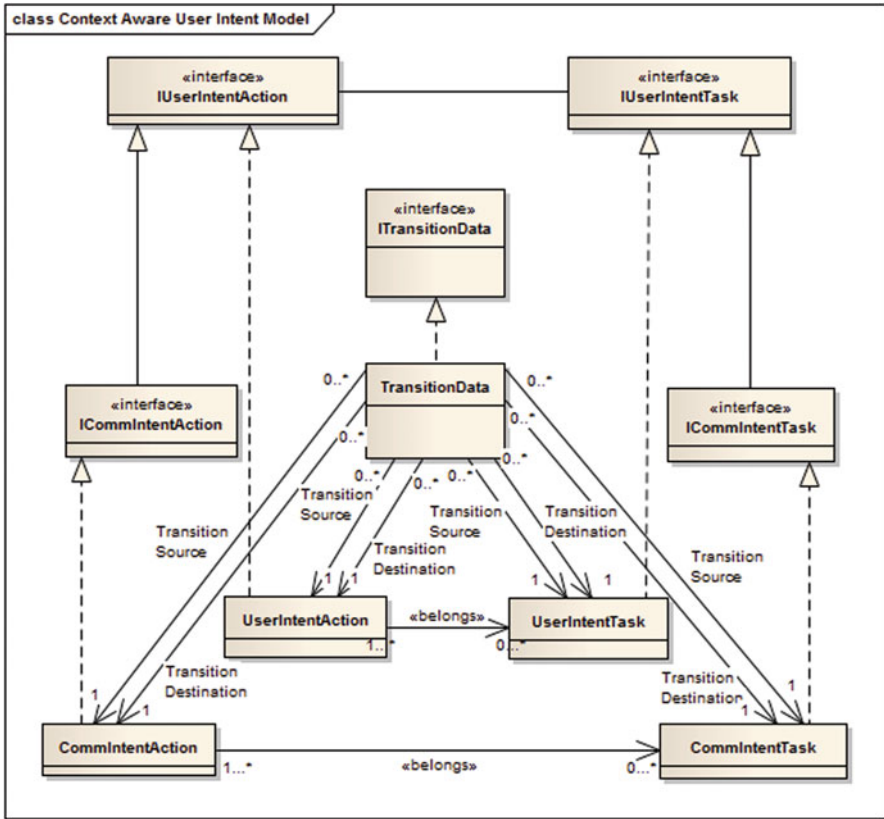 class Context Aware User Intent Model
«interface»
IUserIntentAction
«interface»
IUserIntentTask
«interface»
ITransitionData
TransitionData
0..*
0..*
0..*
0..*
0..*
0..*
0..*
0..*
«interface»
ICommIntentAction
«interface»
ICommIntentTask
Transition
Source
Transition
Source
Transition
Destination
Transition
Source
Transition
Destination
Transition
Source
1
1
1
1
UserIntentAction
«belongs»
1...*
0...*
UserIntentTask
Transition
Destination
Transition
Destination
1
1
1
1
CommIntentAction
1...*
«belongs»
0...*
CommIntentTask